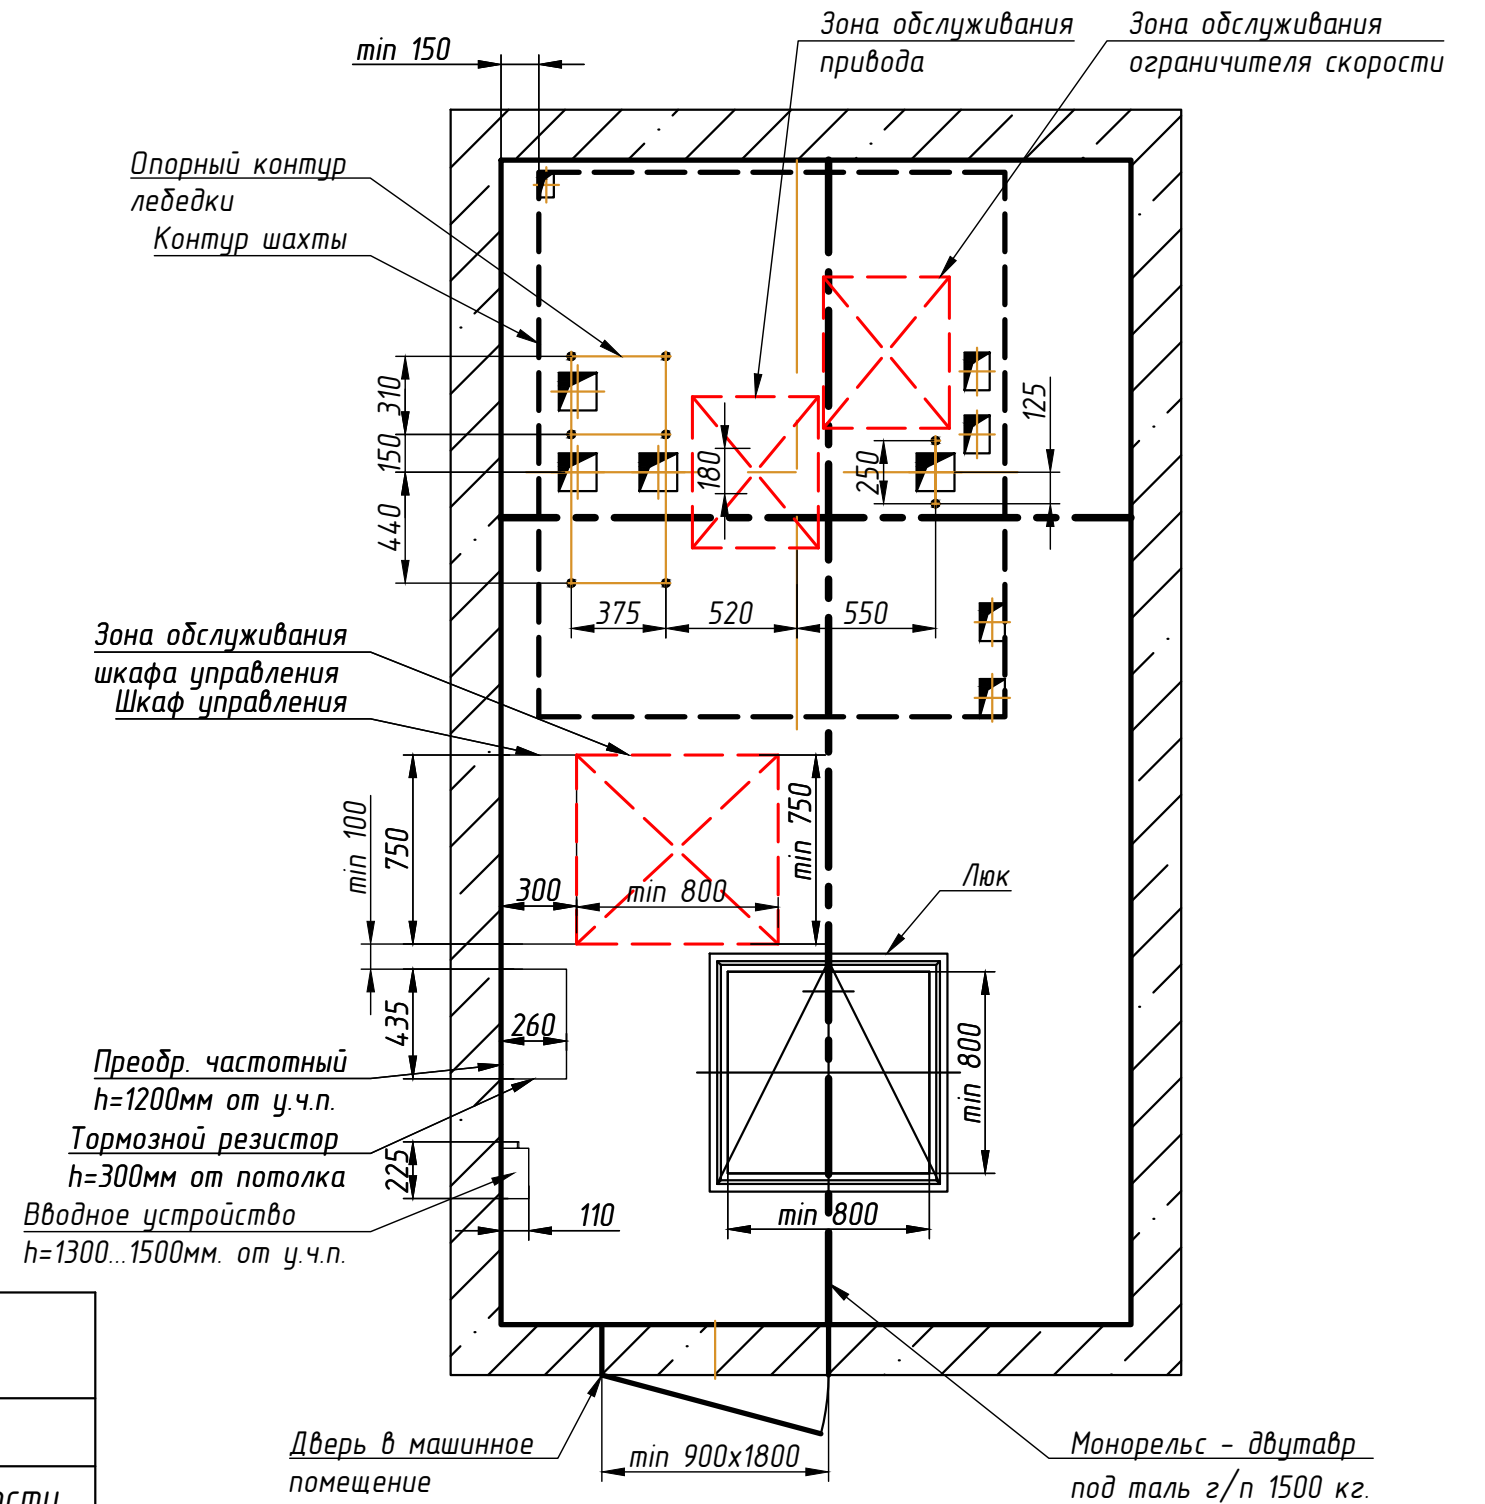 Зона обслуживания
привода
Зона обслуживания
ограничителя скорости
min 150
Опорный контур
лебедки
Контур шахты
310
150
440
180
250
125
375
520
550
Зона обслуживания
шкафа управления
Шкаф управления
750
min 100
300
min 800
min 750
Люк
435
260
min 800
Преобр. частотный
h=1200мм от у.ч.п.
Тормозной резистор
h=300мм от потолка
225
Вводное устройство
h=1300...1500мм. от у.ч.п.
110
min 800
Дверь в машинное
помещение
min 900x1800
Монорельс - двутавр
под таль г/п 1500 кг.